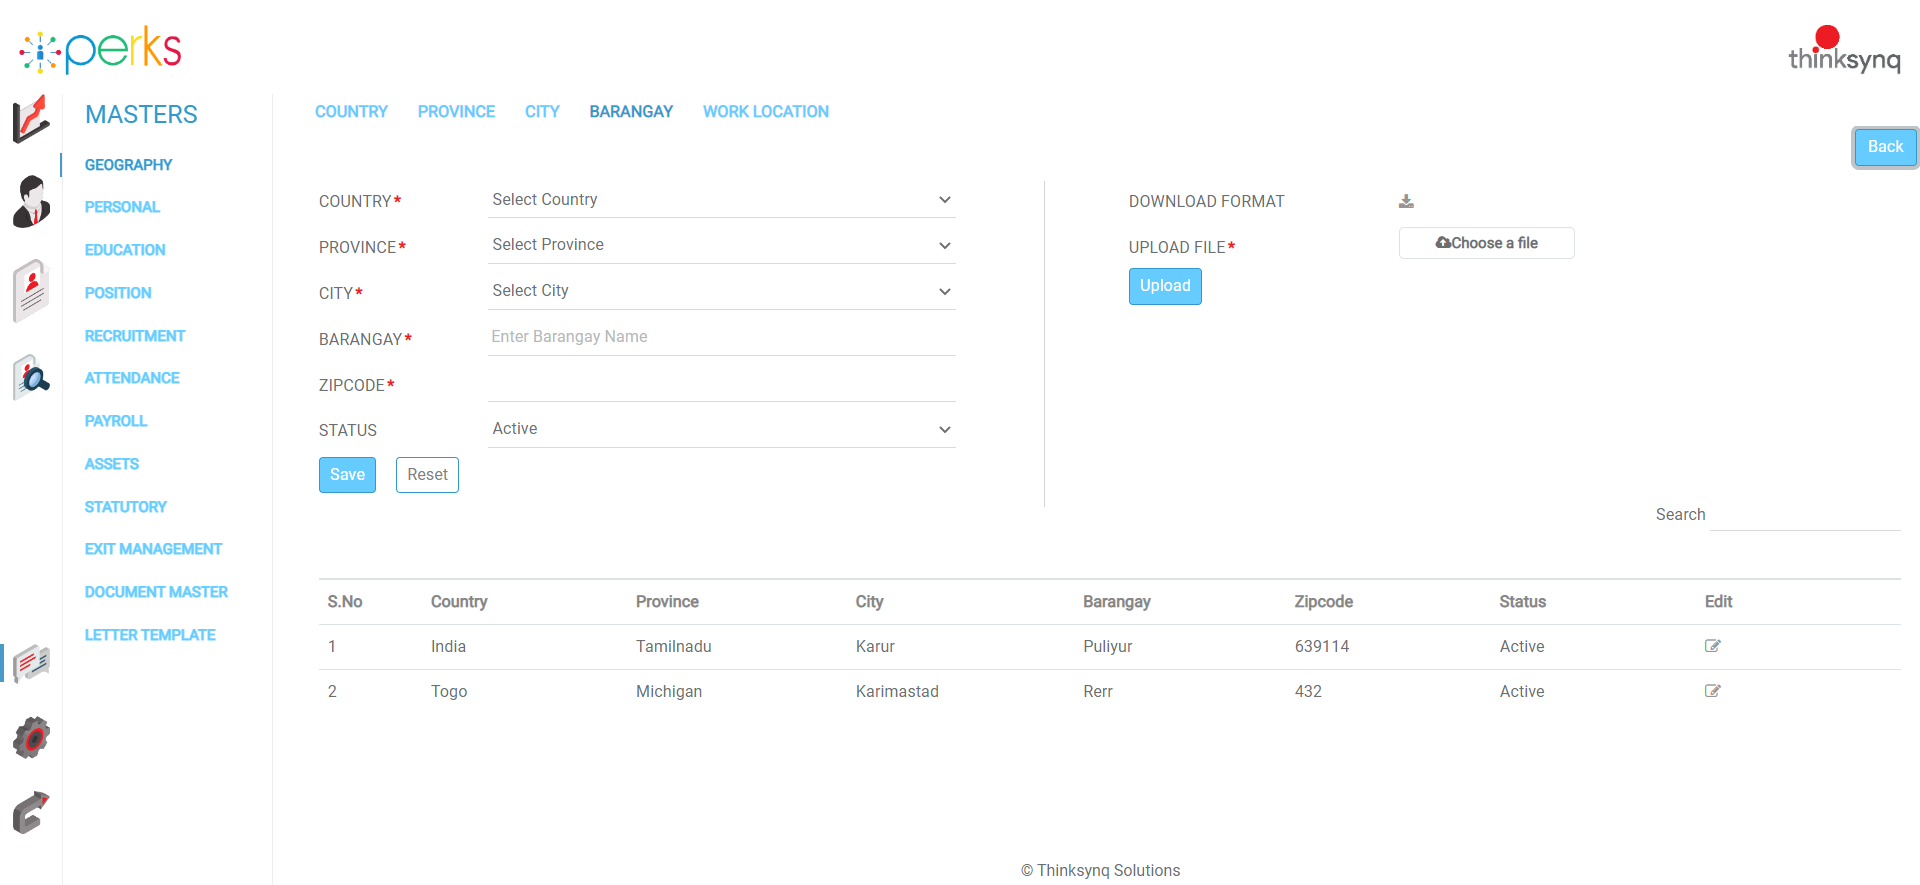 perks
thinksynq
MASTERS
COUNTRY PROVINCE CITY BARANGAY WORK LOCATION
Back
GEOGRAPHY
PERSONAL
EDUCATION
POSITION
RECRUITMENT
ATTENDANCE
PAYROLL
ASSETS
STATUTORY
EXIT MANAGEMENT
DOCUMENT MASTER
LETTER TEMPLATE
COUNTRY* Select Country
PROVINCE* Select Province
CITY* Select City
BARANGAY* Enter Barangay Name
ZIPCODE*
STATUS Active
Save Reset
DOWNLOAD FORMAT
UPLOAD FILE* Choose a file
Upload
Search
S.No Country Province City Barangay Zipcode Status Edit
1 India Tamilnadu Karur Puliyur 639114 Active
2 Togo Michigan Karimastad Rerr 432 Active
© Thinksynq Solutions